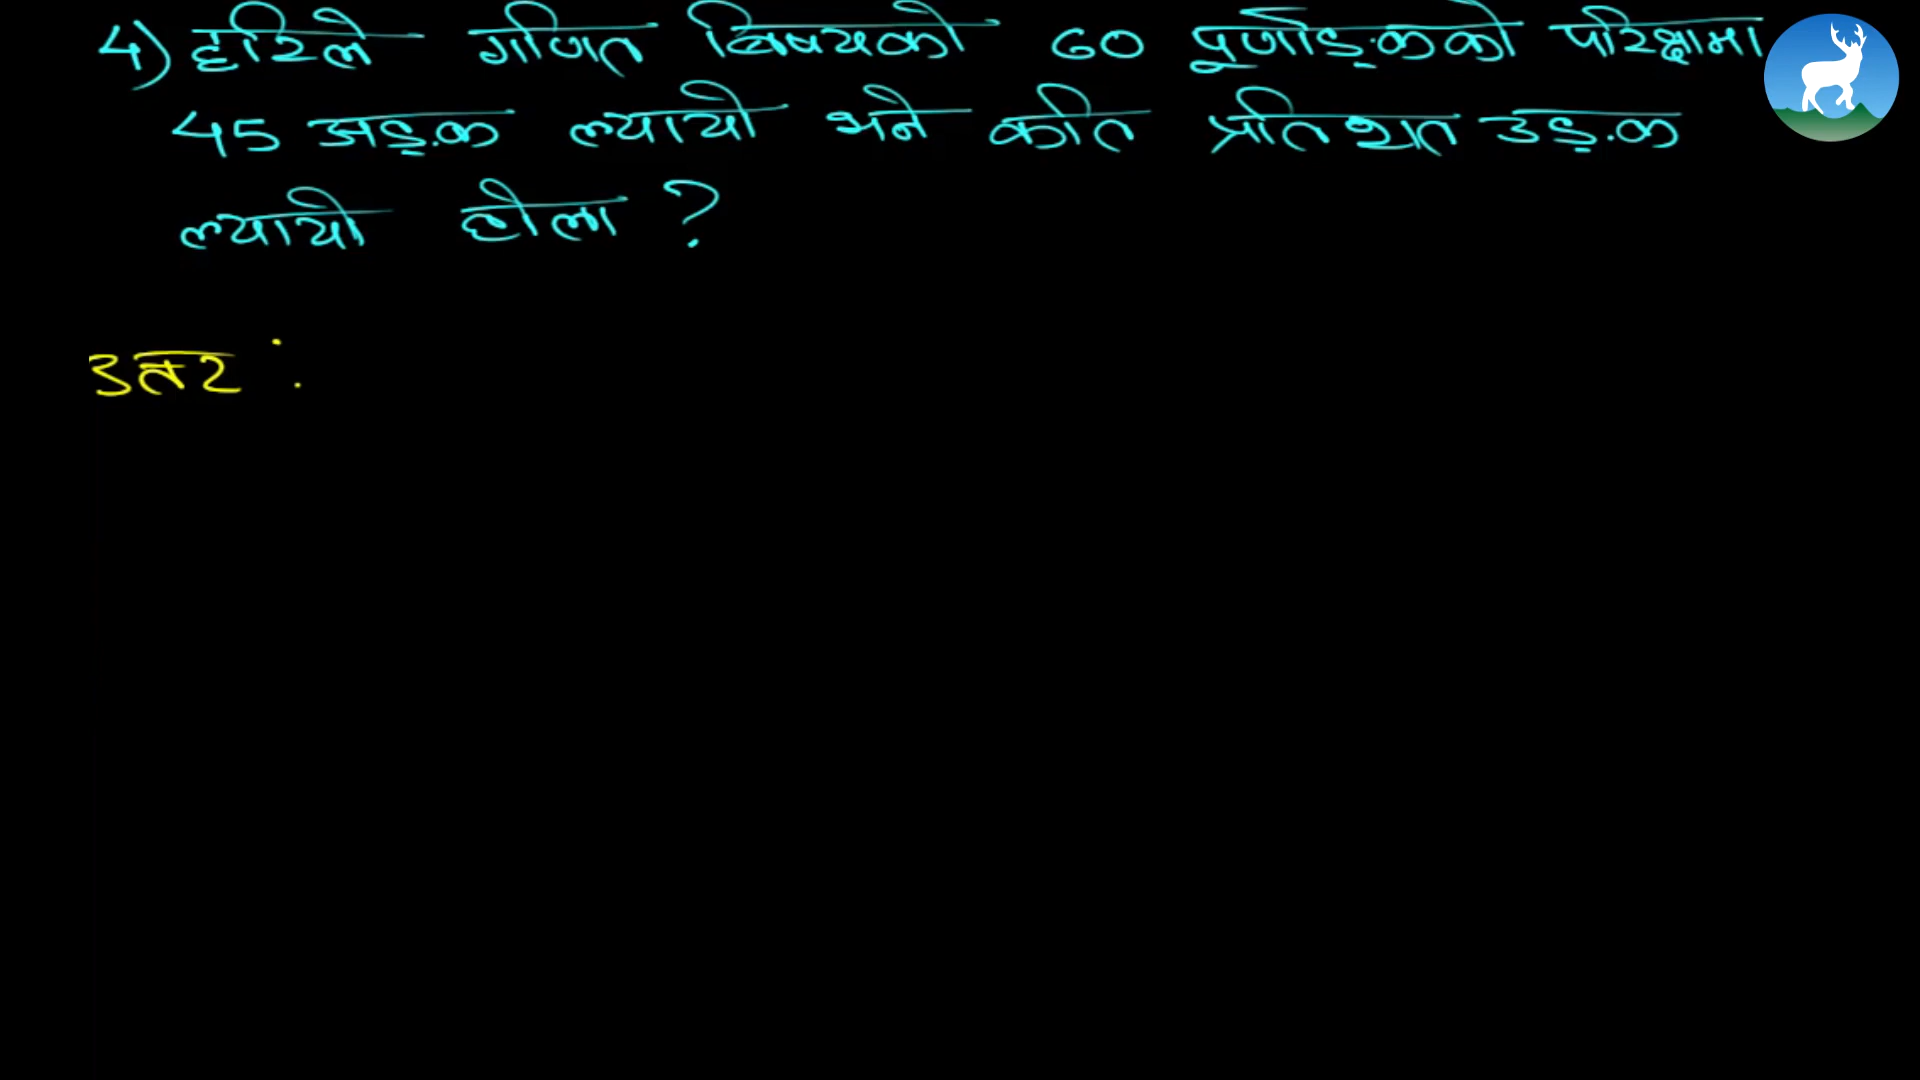 4) हरिले गणित बिषयको 60 पूर्णाङ्कको परिक्षामा
45 अङ्क ल्यायो भने कति प्रतिशत उङ्क
ल्यायो होला ?
उत्तर :